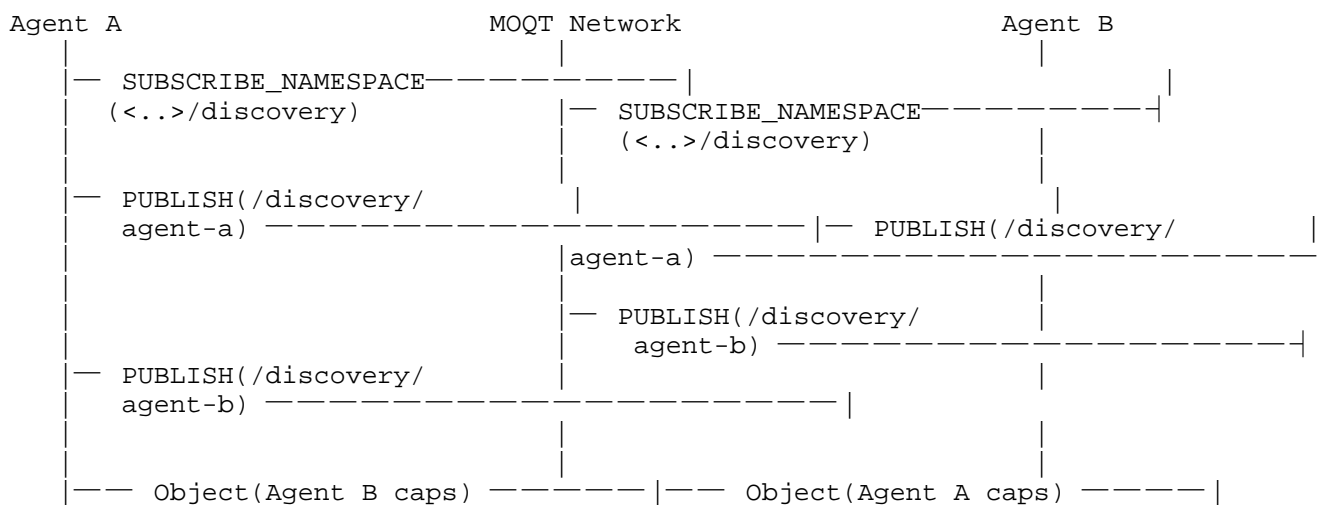 Agent A MOQT Network Agent B
SUBSCRIBE_NAMESPACE
(<..>/discovery) SUBSCRIBE_NAMESPACE
(<..>/discovery)
PUBLISH(/discovery/
agent-a) PUBLISH(/discovery/
agent-a)
PUBLISH(/discovery/
agent-b)
PUBLISH(/discovery/
agent-b)
Object(Agent B caps) Object(Agent A caps)